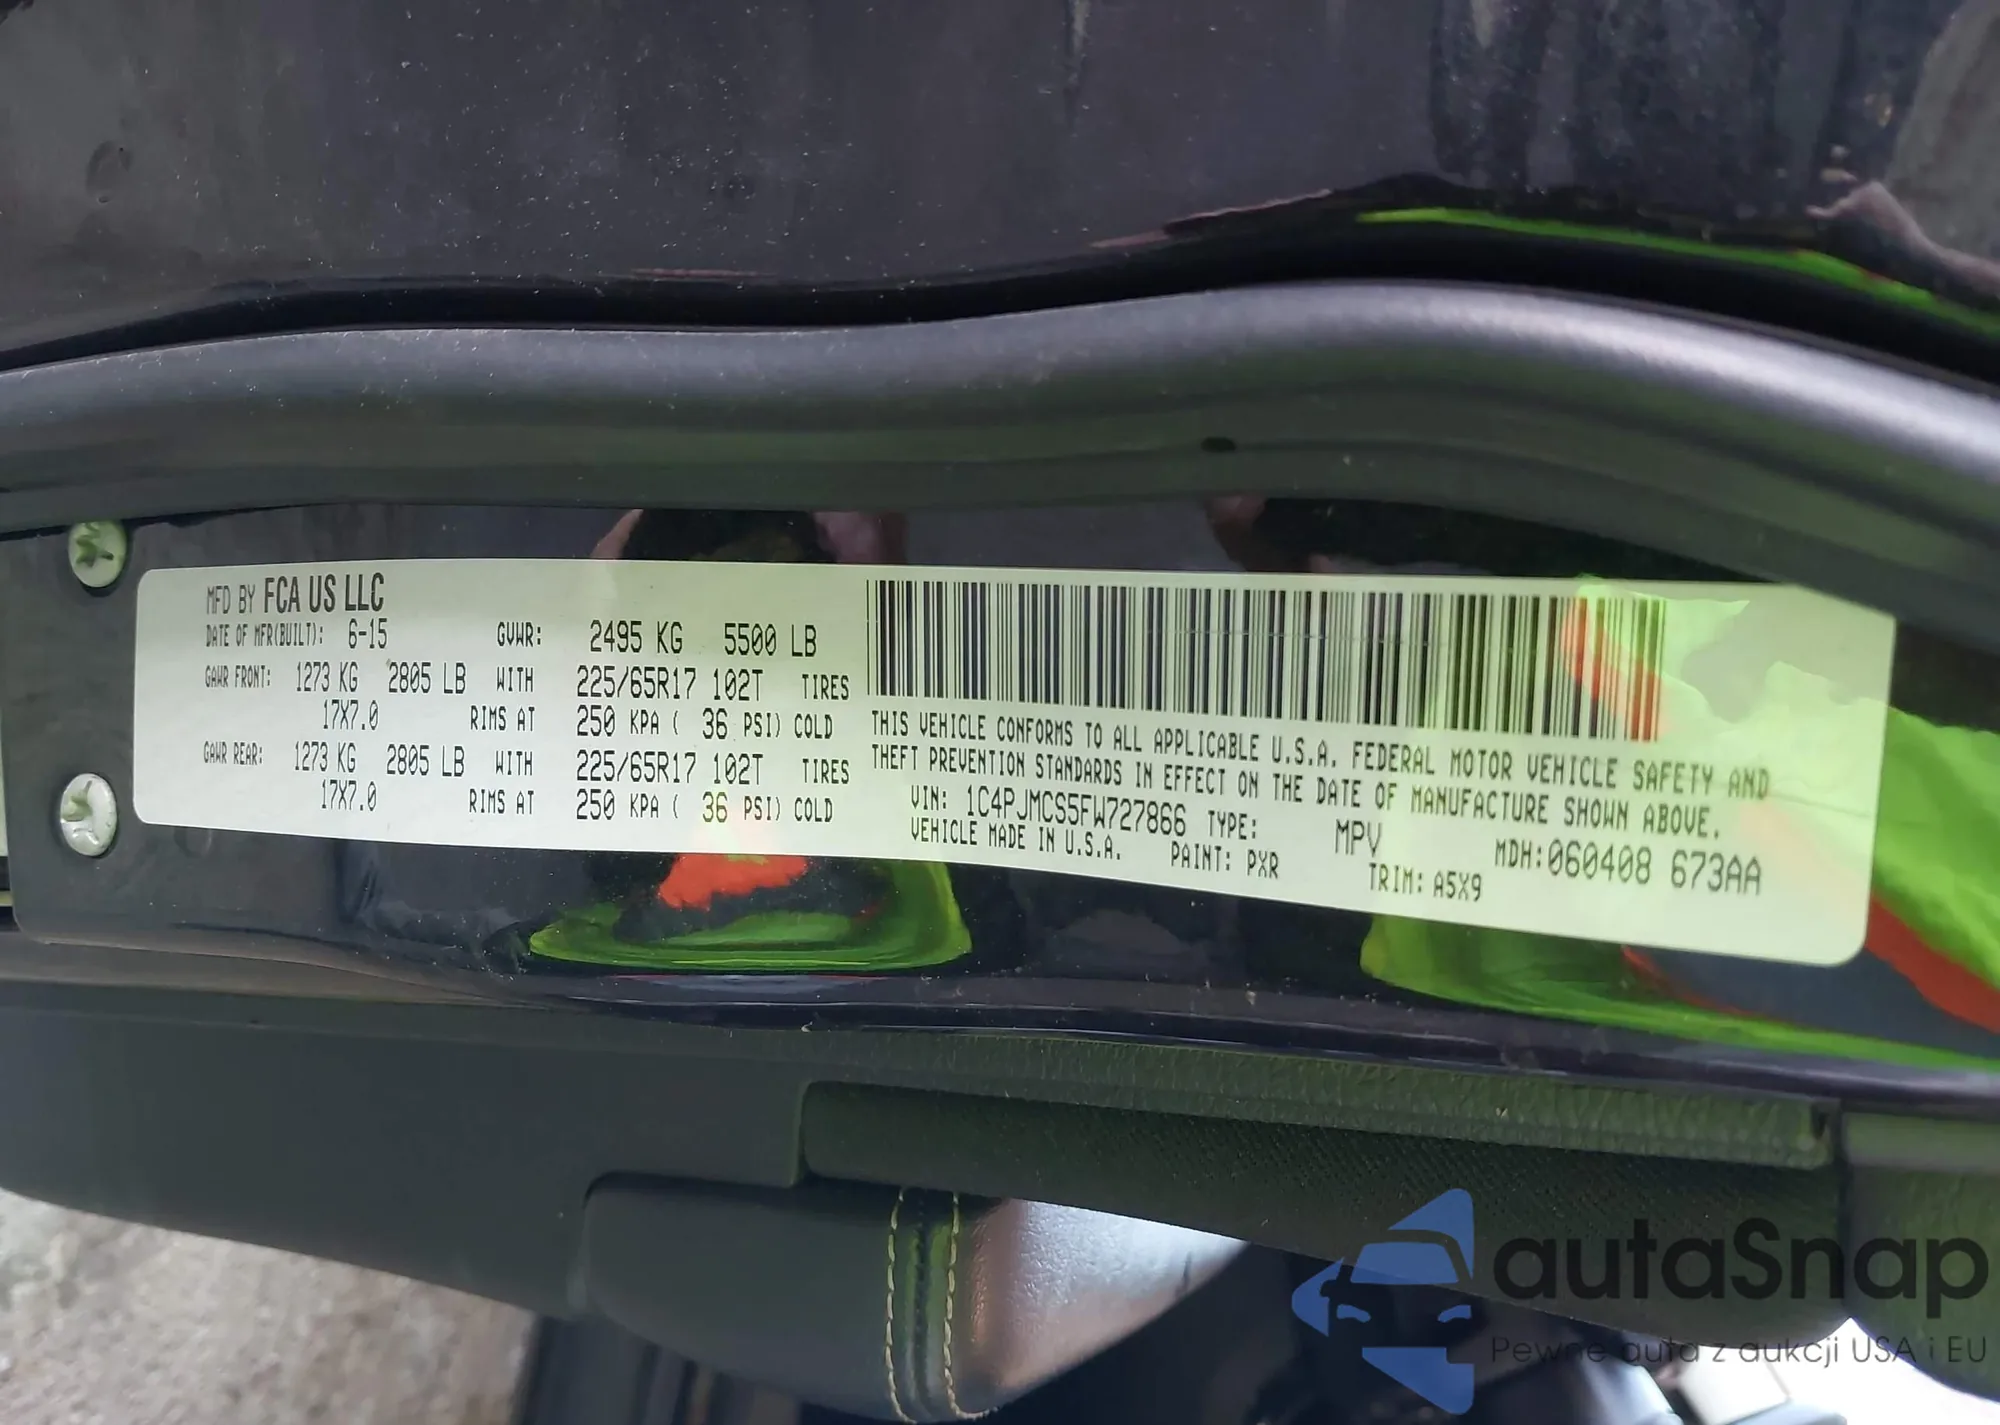 MFD BY FCA US LLC
DATE OF MFR(BUILT): 6-15 GVWR: 2495 KG 5500 LB
GAWR FRONT: 1273 KG 2805 LB WITH 225/65R17 102T TIRES
17X7.0 RIMS AT 250 KPA ( 36 PSI) COLD
GAWR REAR: 1273 KG 2805 LB WITH 225/65R17 102T TIRES
17X7.0 RIMS AT 250 KPA ( 36 PSI) COLD
THIS VEHICLE CONFORMS TO ALL APPLICABLE U.S.A. FEDERAL MOTOR VEHICLE SAFETY AND
THEFT PREVENTION STANDARDS IN EFFECT ON THE DATE OF MANUFACTURE SHOWN ABOVE.
VIN: 1C4PJMCS5FW727866 TYPE: MPV MDH:060408 673AA
VEHICLE MADE IN U.S.A. PAINT: PXR TRIM: A5X9
autaSnap
Pewne auta z aukcji USA i EU